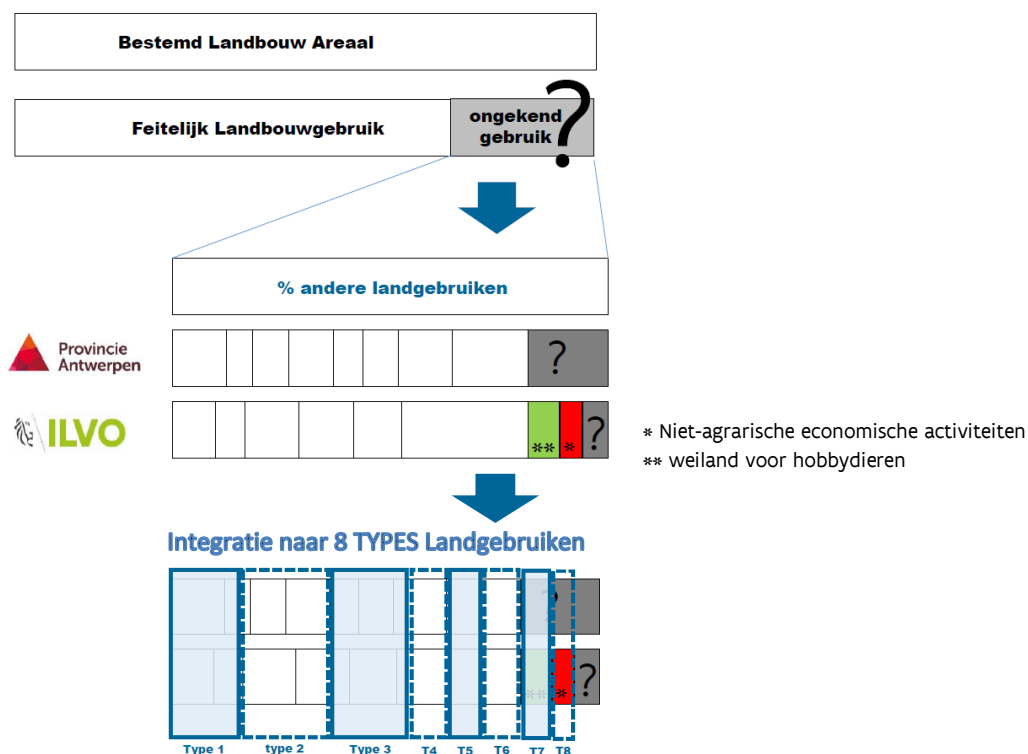 Bestemd Landbouw Areaal
Feitelijk Landbouwgebruik
ongekend
gebruik
?
% andere landgebruiken
Provincie
Antwerpen
?
ILVO
** * ?
* Niet-agrarische economische activiteiten
** weiland voor hobbydieren
Integratie naar 8 TYPES Landgebruiken
?
** * ?
Type 1 type 2 Type 3 T4 T5 T6 T7 T8